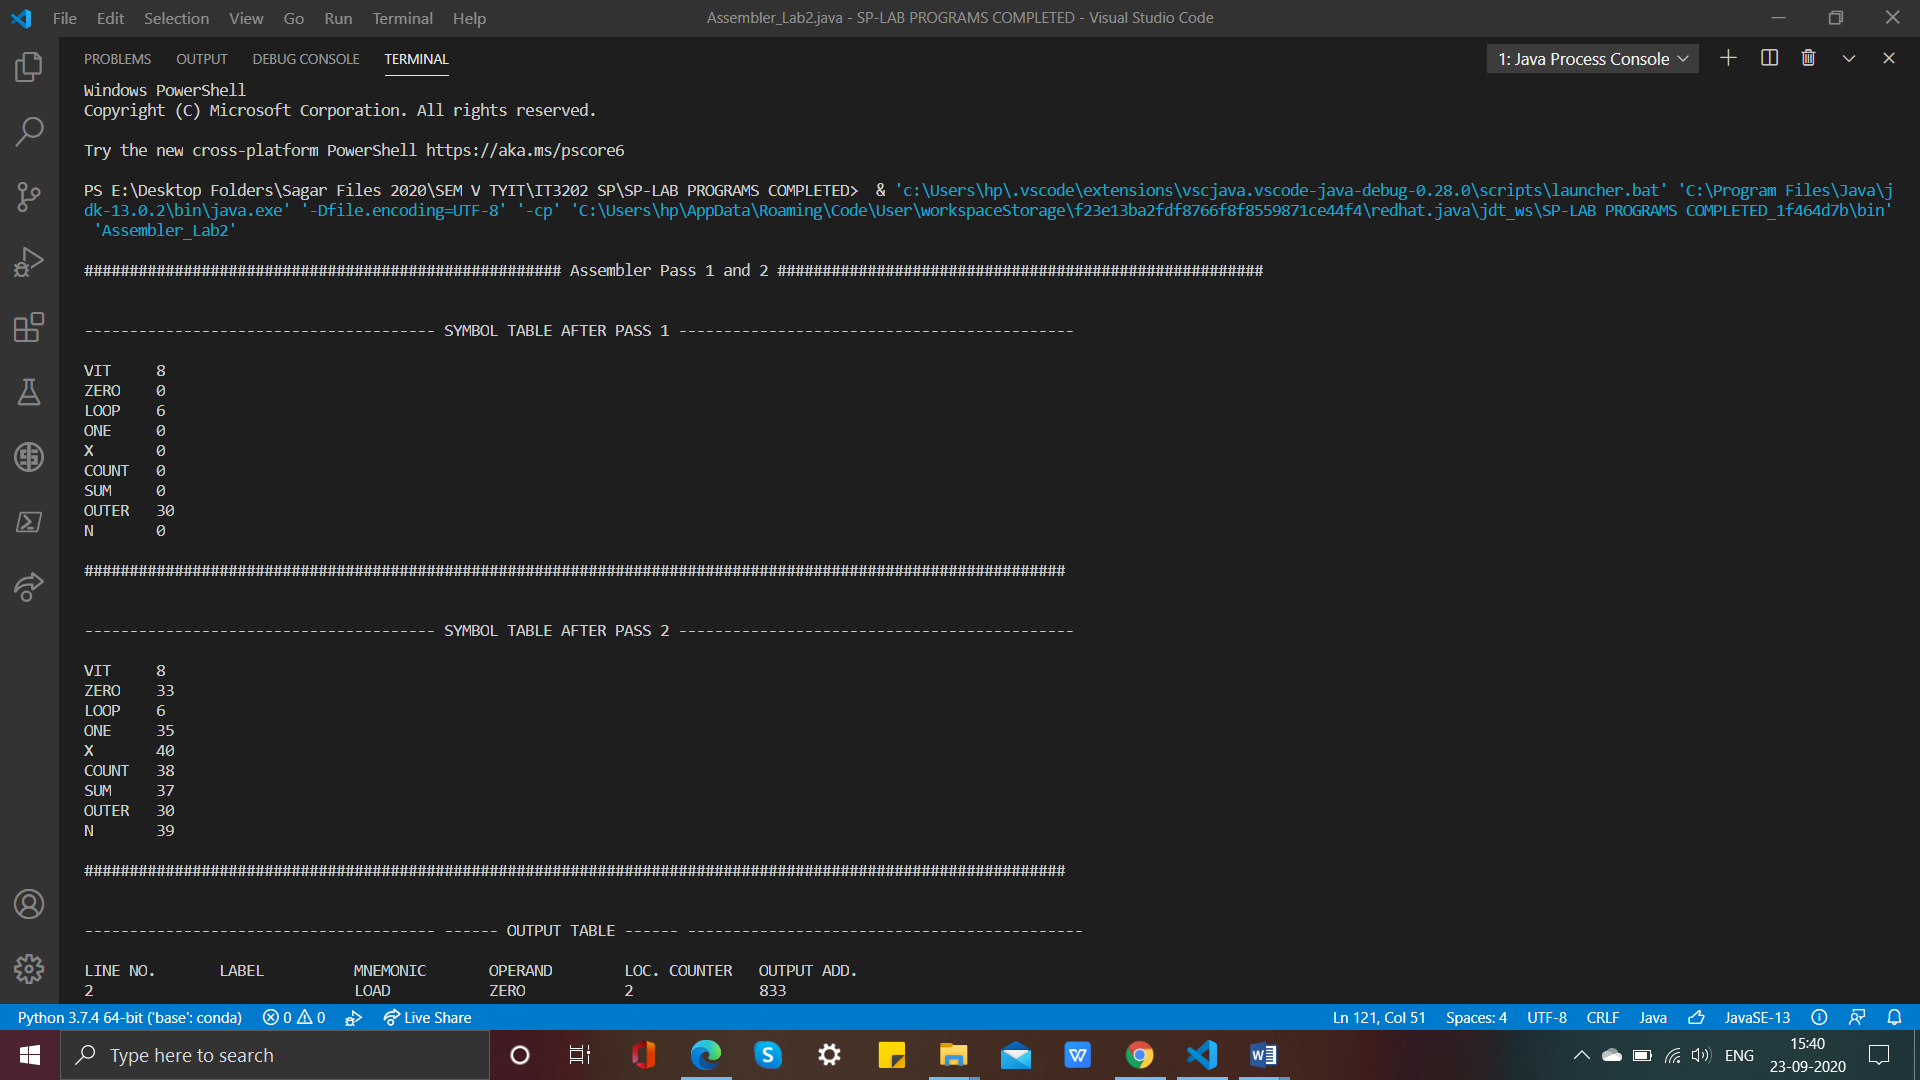 File Edit Selection View Go Run Terminal Help
Assembler_Lab2.java - SP-LAB PROGRAMS COMPLETED - Visual Studio Code
PROBLEMS OUTPUT DEBUG CONSOLE TERMINAL
1: Java Process Console
Windows PowerShell
Copyright (C) Microsoft Corporation. All rights reserved.
Try the new cross-platform PowerShell https://aka.ms/pscore6
PS E:\Desktop Folders\Sagar Files 2020\SEM V TYIT\IT3202 SP\SP-LAB PROGRAMS COMPLETED>  & 'c:\Users\hp\.vscode\extensions\vscjava.vscode-java-debug-0.28.0\scripts\launcher.bat' 'C:\Program Files\Java\j
dk-13.0.2\bin\java.exe' '-Dfile.encoding=UTF-8' '-cp' 'C:\Users\hp\AppData\Roaming\Code\User\workspaceStorage\f23e13ba2fdf8766f8f8559871ce44f4\redhat.java\jdt_ws\SP-LAB PROGRAMS COMPLETED_1f464d7b\bin'
'Assembler_Lab2'
##################################################### Assembler Pass 1 and 2 ######################################################
--------------------------------------- SYMBOL TABLE AFTER PASS 1 --------------------------------------------
VIT 8
ZERO 0
LOOP 6
ONE 0
X 0
COUNT 0
SUM 0
OUTER 30
N 0
#############################################################################################################
--------------------------------------- SYMBOL TABLE AFTER PASS 2 --------------------------------------------
VIT 8
ZERO 33
LOOP 6
ONE 35
X 40
COUNT 38
SUM 37
OUTER 30
N 39
#############################################################################################################
--------------------------------------- ------ OUTPUT TABLE ------ --------------------------------------------
LINE NO. LABEL MNEMONIC OPERAND LOC. COUNTER OUTPUT ADD.
2 LOAD ZERO 2 833
Python 3.7.4 64-bit ('base': conda) 0 0 Live Share Ln 121, Col 51 Spaces: 4 UTF-8 CRLF Java JavaSE-13
Type here to search
ENG
15:40
23-09-2020